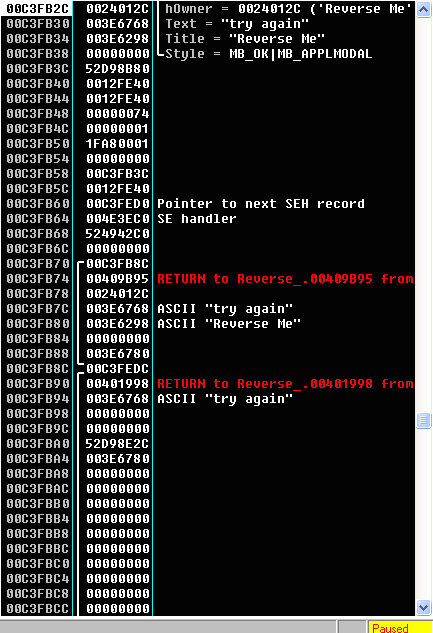 00C3FB2C 0024012C hOwner = 0024012C ('Reverse Me'
00C3FB30 003E6768 Text = "try again"
00C3FB34 003E6298 Title = "Reverse Me"
00C3FB38 00000000 Style = MB_OK|MB_APPLMODAL
00C3FB3C 52D98B80
00C3FB40 0012FE40
00C3FB44 0012FE40
00C3FB48 00000074
00C3FB4C 00000001
00C3FB50 1FA80001
00C3FB54 00000000
00C3FB58 00C3FB3C
00C3FB5C 0012FE40
00C3FB60 00C3FED0 Pointer to next SEH record
00C3FB64 004E3EC0 SE handler
00C3FB68 524942C0
00C3FB6C 00000000
00C3FB70 00C3FB8C
00C3FB74 00409B95 RETURN to Reverse_.00409B95 from
00C3FB78 0024012C
00C3FB7C 003E6768 ASCII "try again"
00C3FB80 003E6298 ASCII "Reverse Me"
00C3FB84 00000000
00C3FB88 003E6780
00C3FB8C 00C3FEDC
00C3FB90 00401998 RETURN to Reverse_.00401998 from
00C3FB94 003E6768 ASCII "try again"
00C3FB98 00000000
00C3FB9C 00000000
00C3FBA0 52D98E2C
00C3FBA4 003E6780
00C3FBA8 00000000
00C3FBAC 00000000
00C3FBB0 00000000
00C3FBB4 00000000
00C3FBB8 00000000
00C3FBBC 00000000
00C3FBC0 00000000
00C3FBC4 00000000
00C3FBC8 00000000
00C3FBCC 00000000
Paused